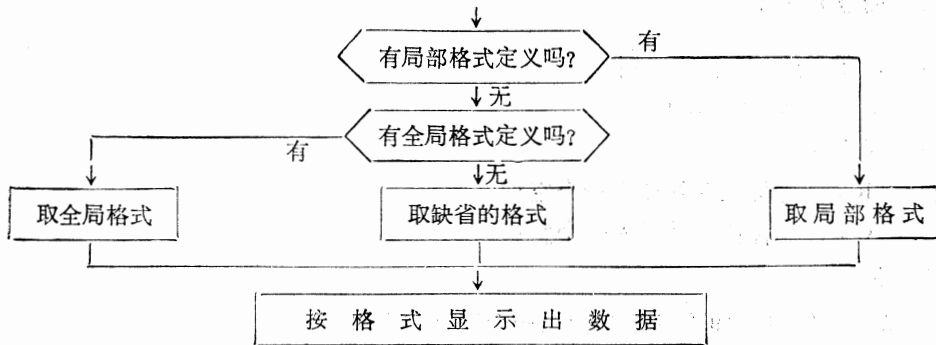 有局部格式定义吗?
有
无
有全局格式定义吗?
有
无
取全局格式
取缺省的格式
取局部格式
按格式显示出数据